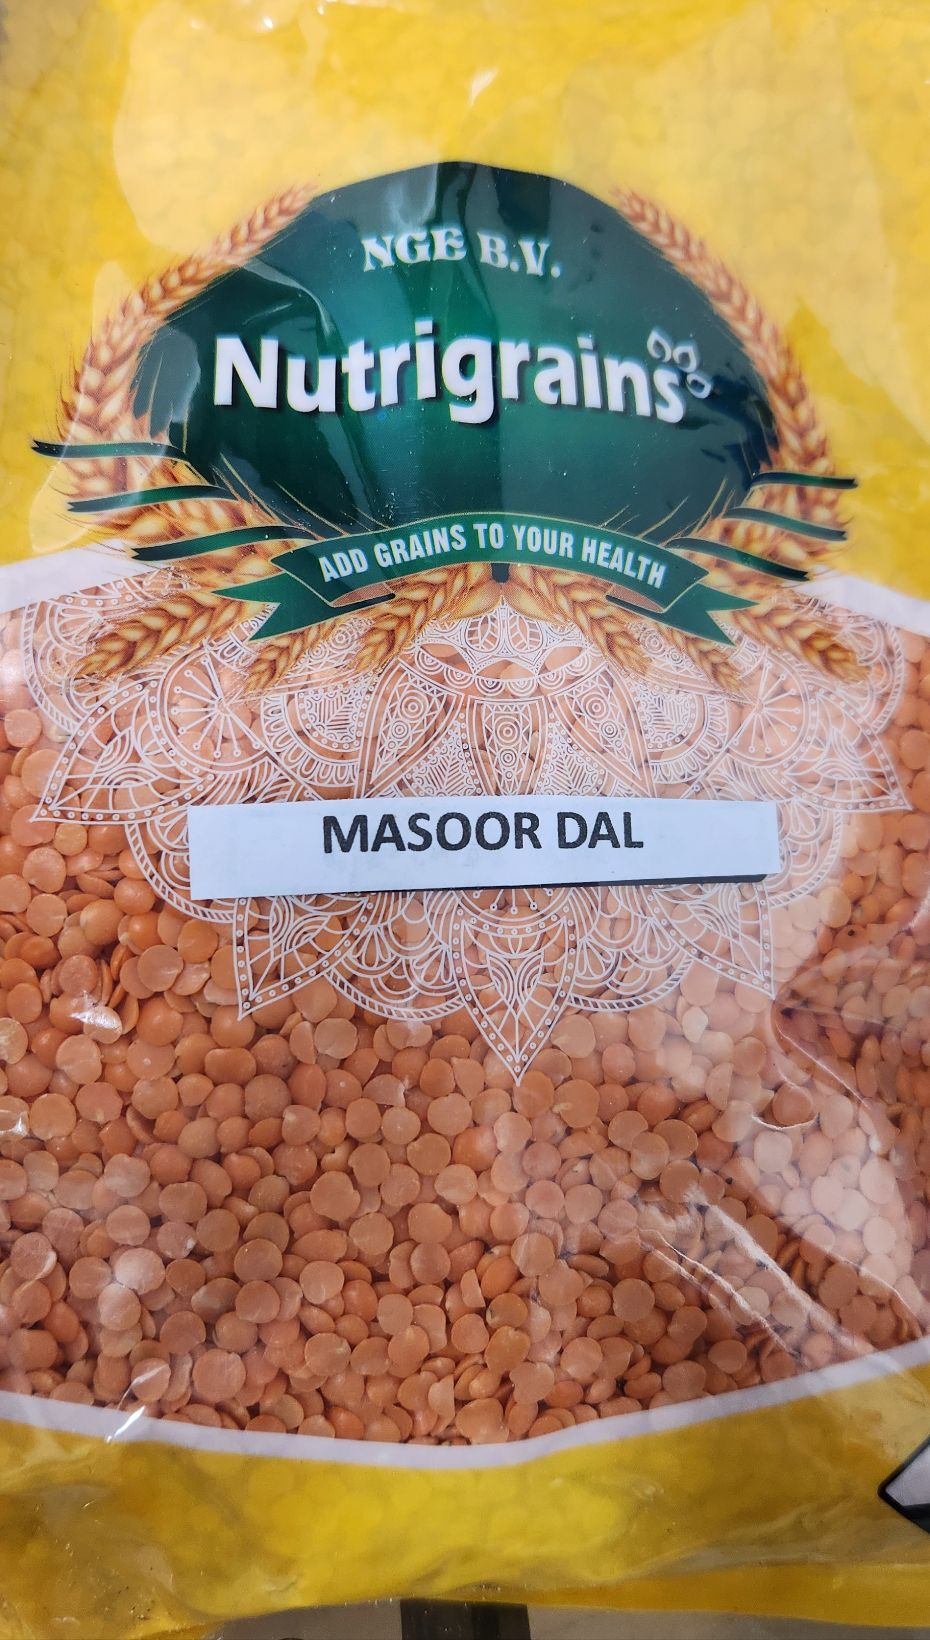 NGE B.V.
Nutrigrains
ADD GRAINS TO YOUR HEALTH
MASOOR DAL